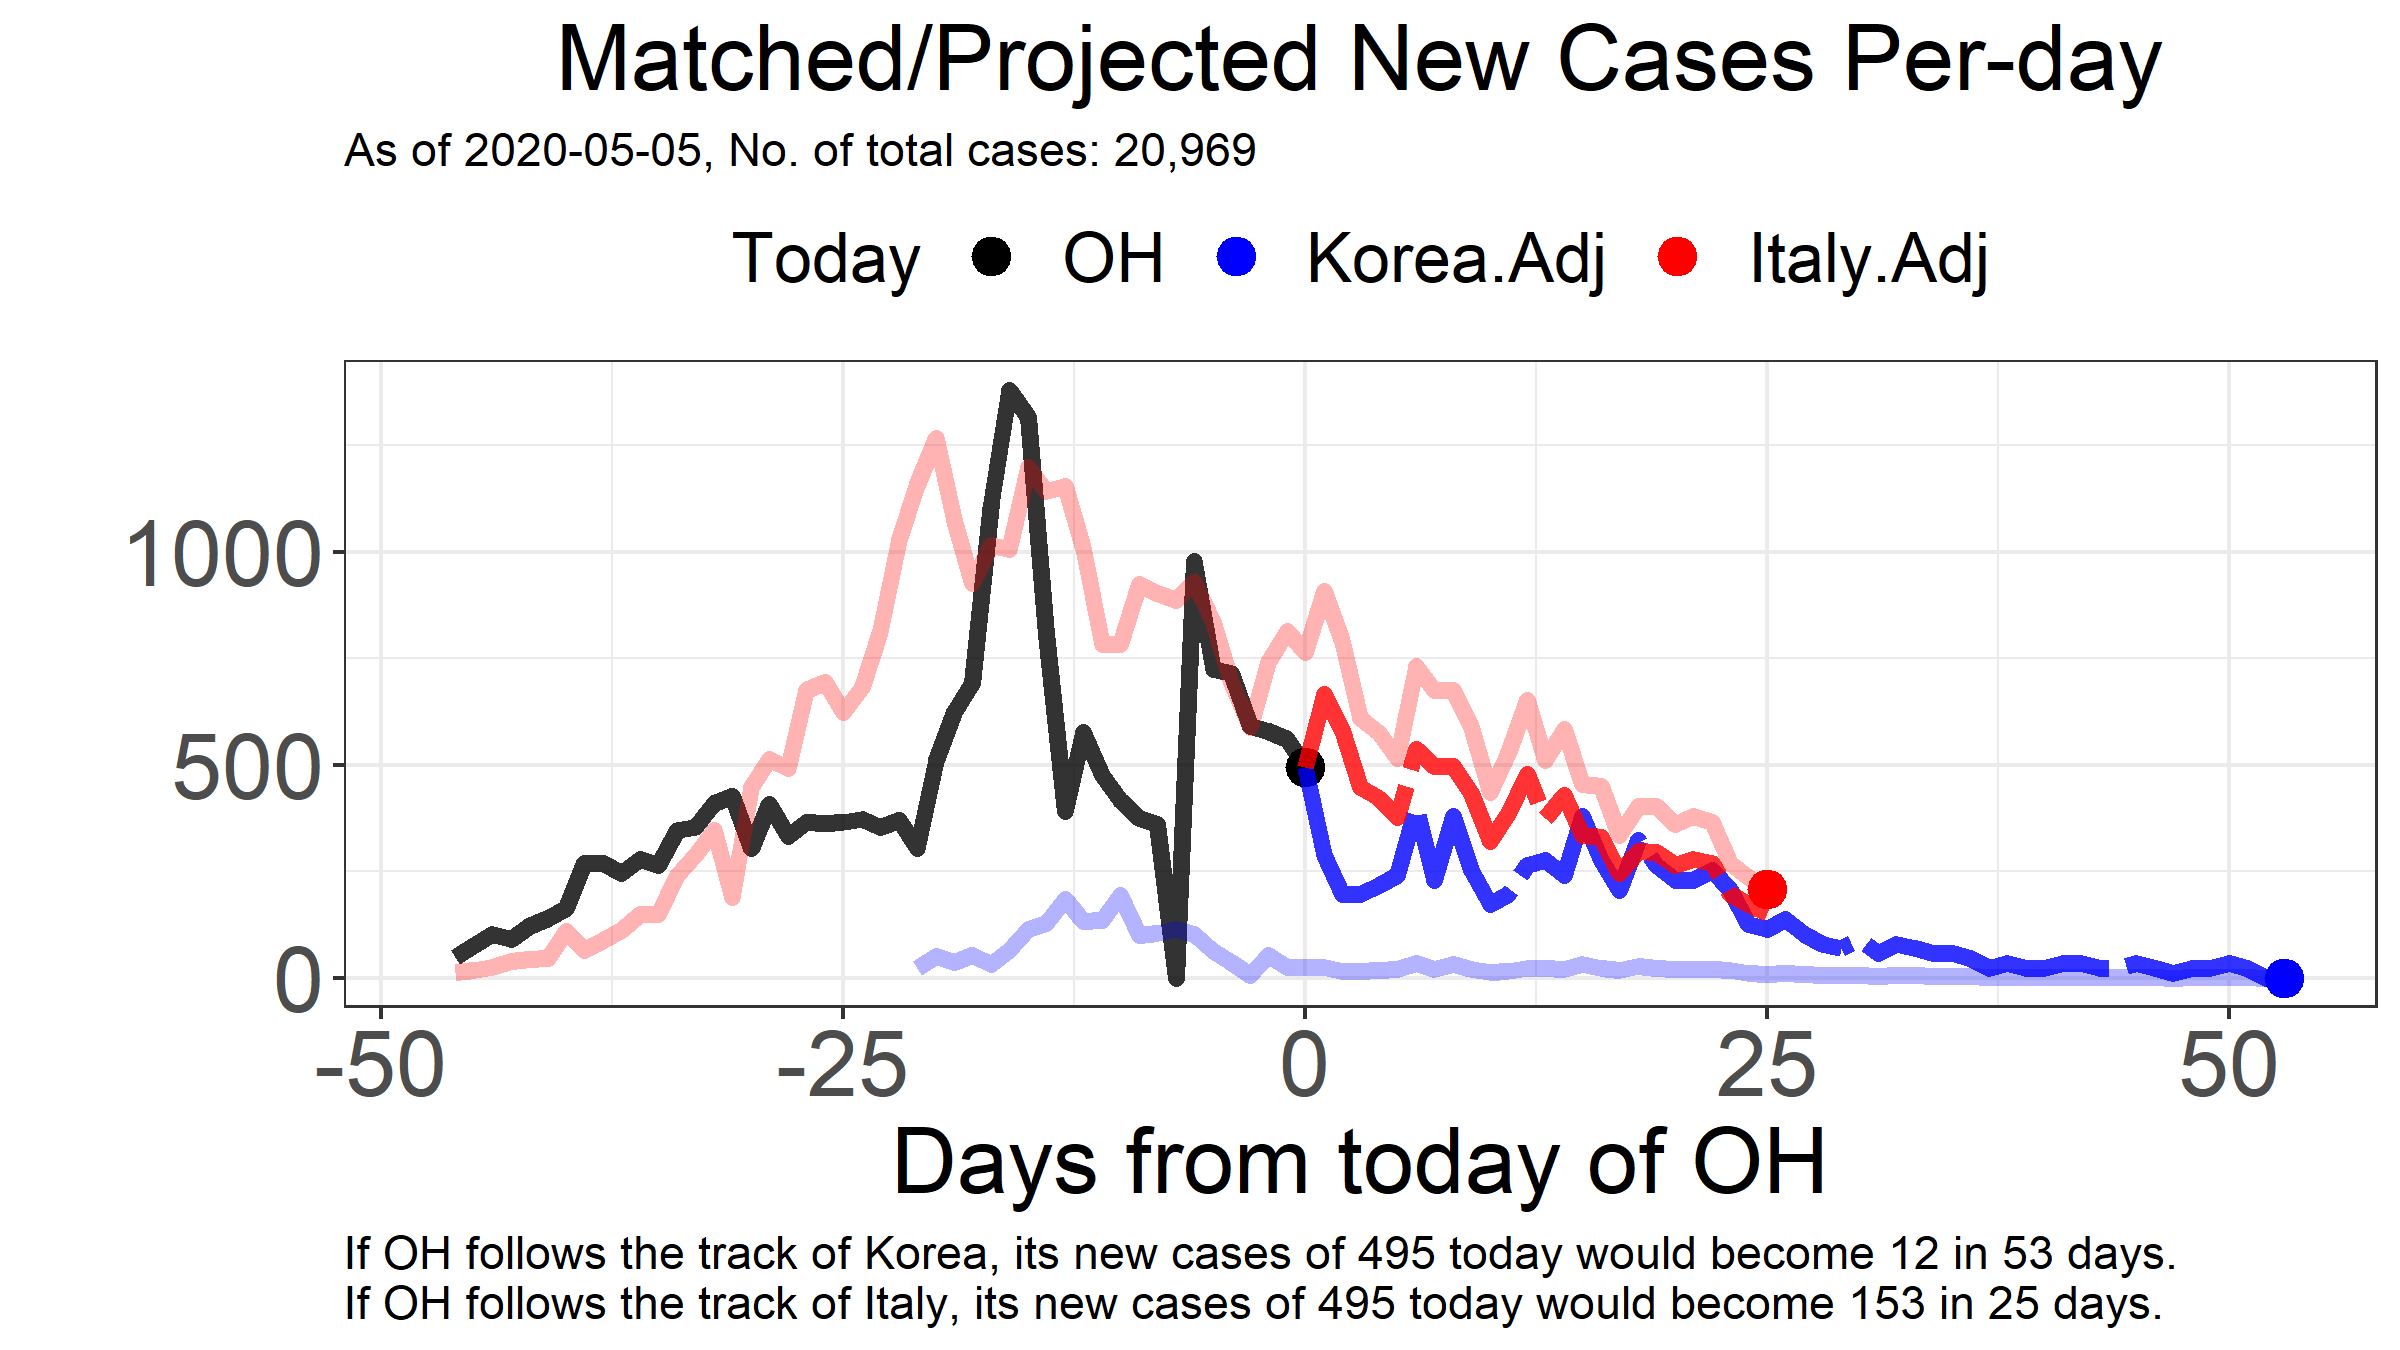 Matched/Projected New Cases Per-day
As of 2020-05-05, No. of total cases: 20,969
Today OH Korea.Adj Italy.Adj
1000
500
0
-50 -25 0 25 50
Days from today of OH
If OH follows the track of Korea, its new cases of 495 today would become 12 in 53 days.
If OH follows the track of Italy, its new cases of 495 today would become 153 in 25 days.